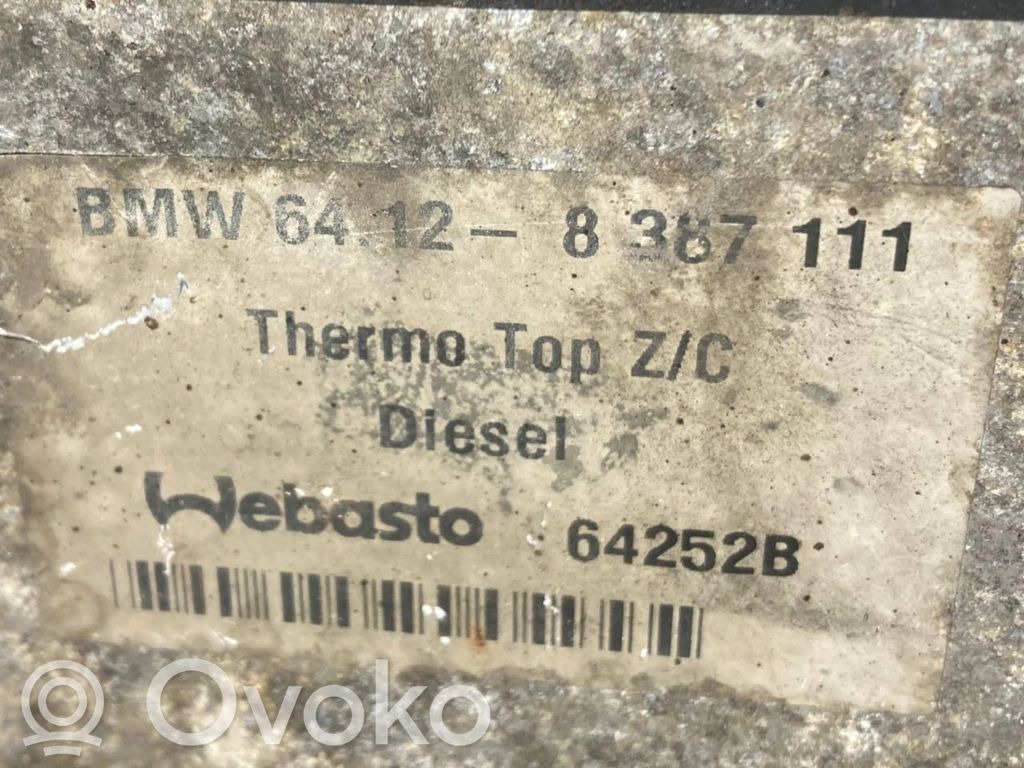 BMW 64.12 – 8 387 111
Thermo Top Z/C
Diesel
Webasto 64252B
Ovoko